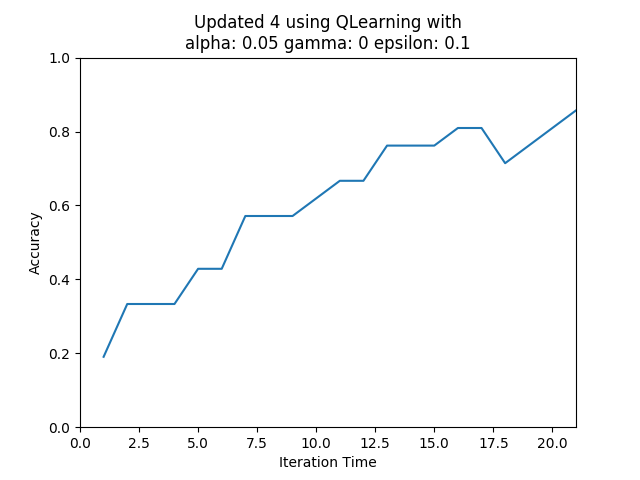 Updated 4 using QLearning with
alpha: 0.05 gamma: 0 epsilon: 0.1
1.0
0.8
0.6
0.4
0.2
0.0
Accuracy
0.0 2.5 5.0 7.5 10.0 12.5 15.0 17.5 20.0
Iteration Time